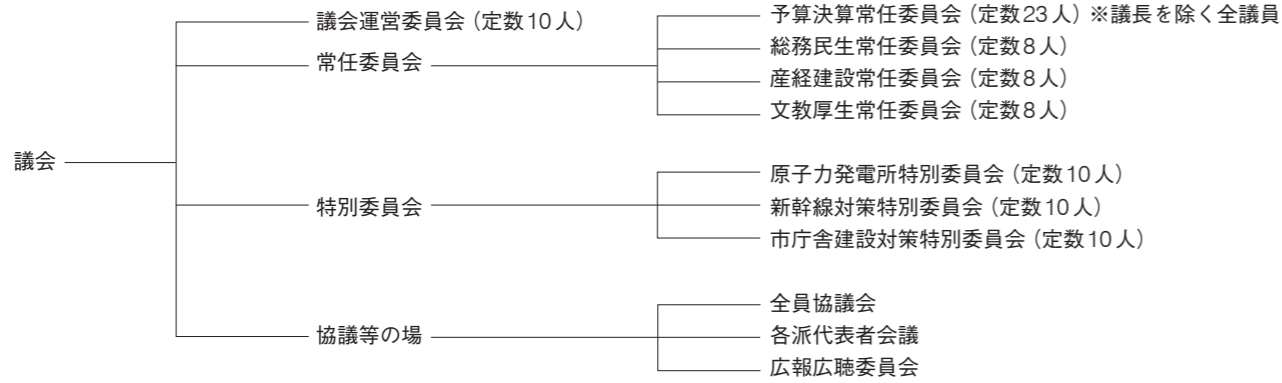 議会
議会運営委員会（定数10人）
常任委員会
予算決算常任委員会（定数23人）※議長を除く全議員
総務民生常任委員会（定数8人）
産経建設常任委員会（定数8人）
文教厚生常任委員会（定数8人）
特別委員会
原子力発電所特別委員会（定数10人）
新幹線対策特別委員会（定数10人）
市庁舎建設対策特別委員会（定数10人）
協議等の場
全員協議会
各派代表者会議
広報広聴委員会